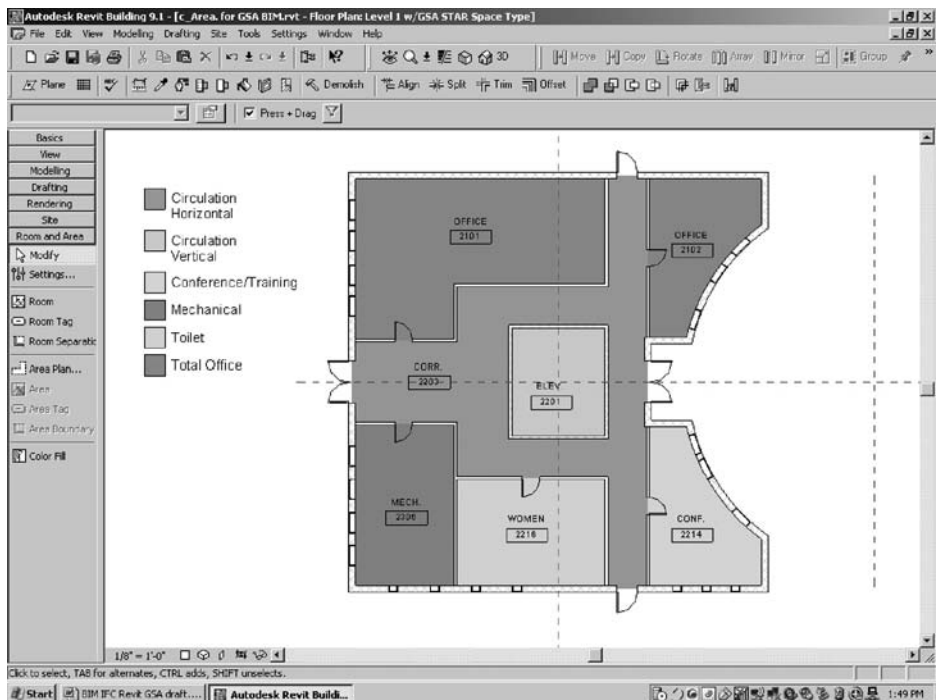 Autodesk Revit Building 9.1 - [c_Area. for GSA BIM.rvt - Floor Plan: Level 1 w/GSA STAR Space Type]
File Edit View Modelling Drafting Site Tools Settings Window Help
3D Move Copy Rotate Array Mirror Group
Plane Demolish Align Split Trim Offset
Press + Drag
Basics
View
Modelling
Drafting
Rendering
Site
Room and Area
Modify
Settings...
Room
Room Tag
Room Separatic
Area Plan...
Area
Area Tag
Area Boundary
Color Fill
Circulation
Horizontal
Circulation
Vertical
Conference/Training
Mechanical
Toilet
Total Office
OFFICE
2101
OFFICE
2102
CORR.
2203
ELEV.
2201
MECH.
WOMEN
2216
CONF.
2214
1/8" = 1'-0"
Click to select, TAB for alternates, CTRL adds, SHIFT unselects.
Start BIM IFC Revit GSA draft.... Autodesk Revit Buildi... 1:49 PM